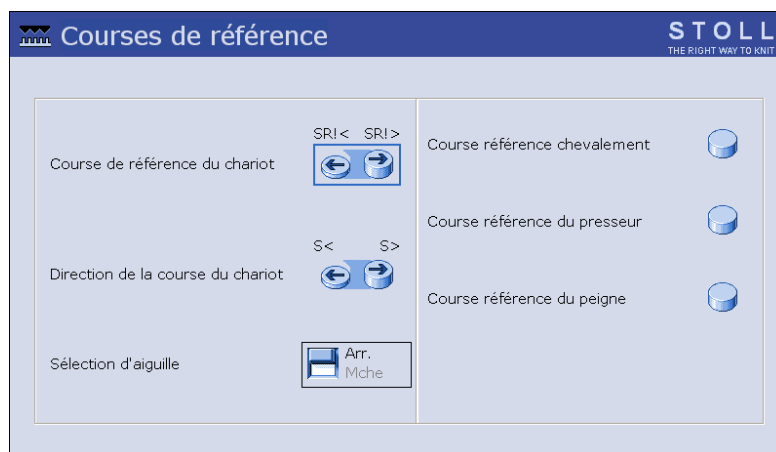 Courses de référence
STOLL
THE RIGHT WAY TO KNIT
SR!< SR!>
Course de référence du chariot
S< S>
Direction de la course du chariot
Sélection d'aiguille
Arr.
Mche
Course référence chevalement
Course référence du presseur
Course référence du peigne